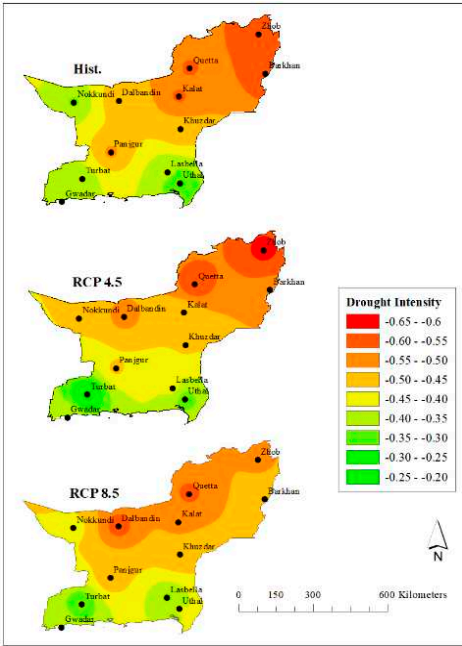 Hist.
Zhob
Quetta
Barkhan
Kalat
Nokkundi
Dalbandin
Khuzdar
Panjgur
Lasbella
Turbat
Uthal
Gwadar
RCP 4.5
Zhob
Quetta
Barkhan
Nokkundi
Dalbandin
Kalat
Khuzdar
Panjgur
Lasbella
Turbat
Uthal
Gwadar
Drought Intensity
-0.65 - -0.6
-0.60 - -0.55
-0.55 - -0.50
-0.50 - -0.45
-0.45 - -0.40
-0.40 - -0.35
-0.35 - -0.30
-0.30 - -0.25
-0.25 - -0.20
RCP 8.5
Zhob
Quetta
Barkhan
Nokkundi
Dalbandin
Kalat
Khuzdar
Panjgur
Lasbella
Turbat
Uthal
Gwadar
N
0 150 300 600 Kilometers